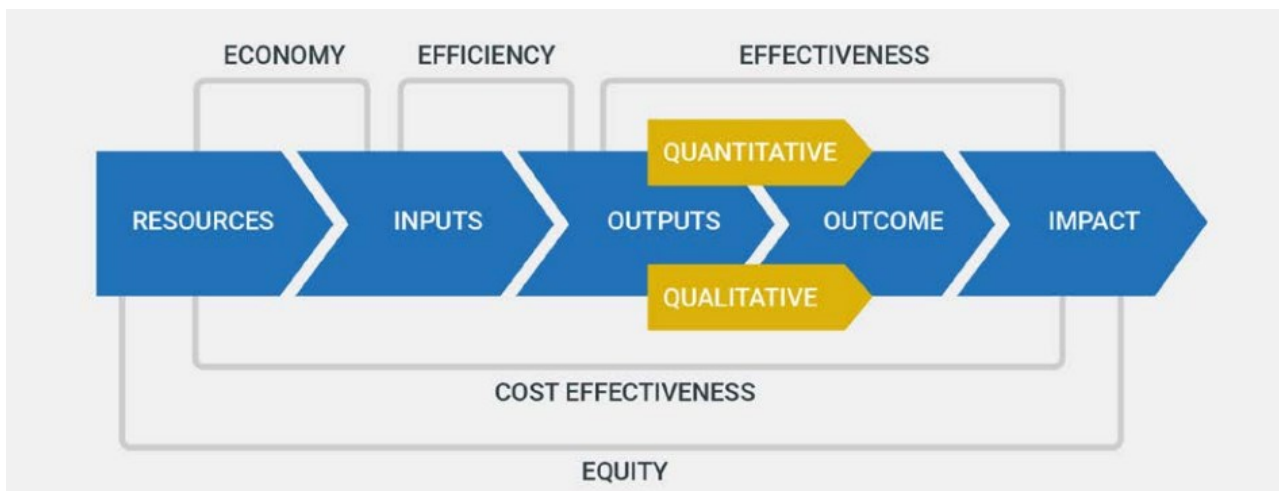 ECONOMY
EFFICIENCY
EFFECTIVENESS
QUANTITATIVE
RESOURCES
INPUTS
OUTPUTS
OUTCOME
IMPACT
QUALITATIVE
COST EFFECTIVENESS
EQUITY